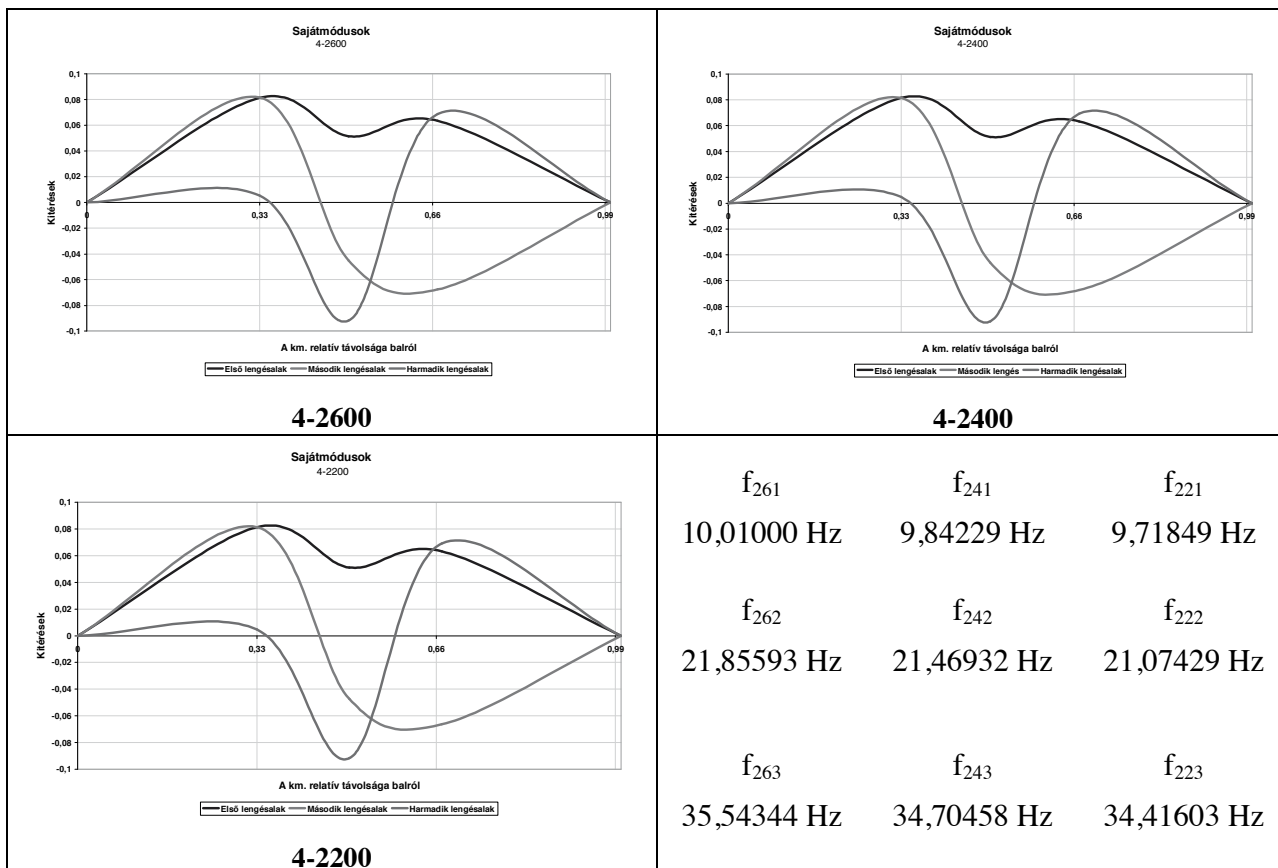 Sajátmódusok
4-2600
0,1
0,08
0,06
0,04
0,02
0
-0,02
-0,04
-0,06
-0,08
-0,1
0
0,33
0,66
0,99
Kitérések
A km. relatív távolsága balról
Első lengésalak Második lengésalak Harmadik lengésalak
4-2600
Sajátmódusok
4-2400
0,1
0,08
0,06
0,04
0,02
0
-0,02
-0,04
-0,06
-0,08
-0,1
0
0,33
0,66
0,99
Kitérések
A km. relatív távolsága balról
Első lengésalak Második lengés Harmadik lengésalak
4-2400
Sajátmódusok
4-2200
0,1
0,08
0,06
0,04
0,02
0
-0,02
-0,04
-0,06
-0,08
-0,1
0
0,33
0,66
0,99
Kitérések
A km. relatív távolsága balról
Első lengésalak Második lengésalak Harmadik lengésalak
4-2200
f261 f241 f221
10,01000 Hz 9,84229 Hz 9,71849 Hz
f262 f242 f222
21,85593 Hz 21,46932 Hz 21,07429 Hz
f263 f243 f223
35,54344 Hz 34,70458 Hz 34,41603 Hz